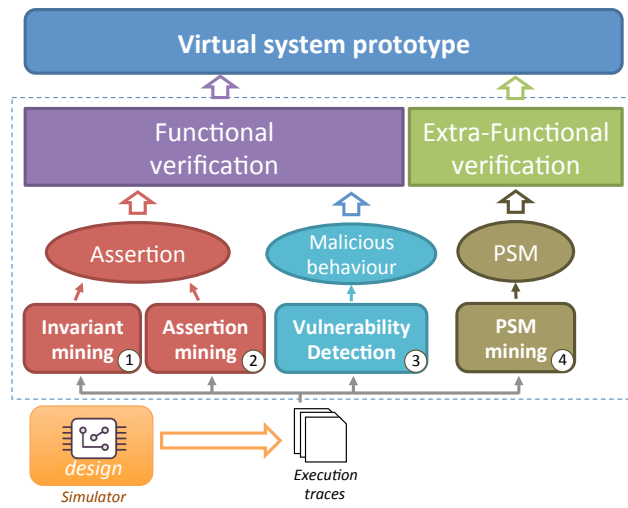 Virtual system prototype
Functional
verification
Extra-Functional
verification
Assertion
Malicious
behaviour
PSM
Invariant
mining
1
Assertion
mining
2
Vulnerability
Detection
3
PSM
mining
4
design
Simulator
Execution
traces